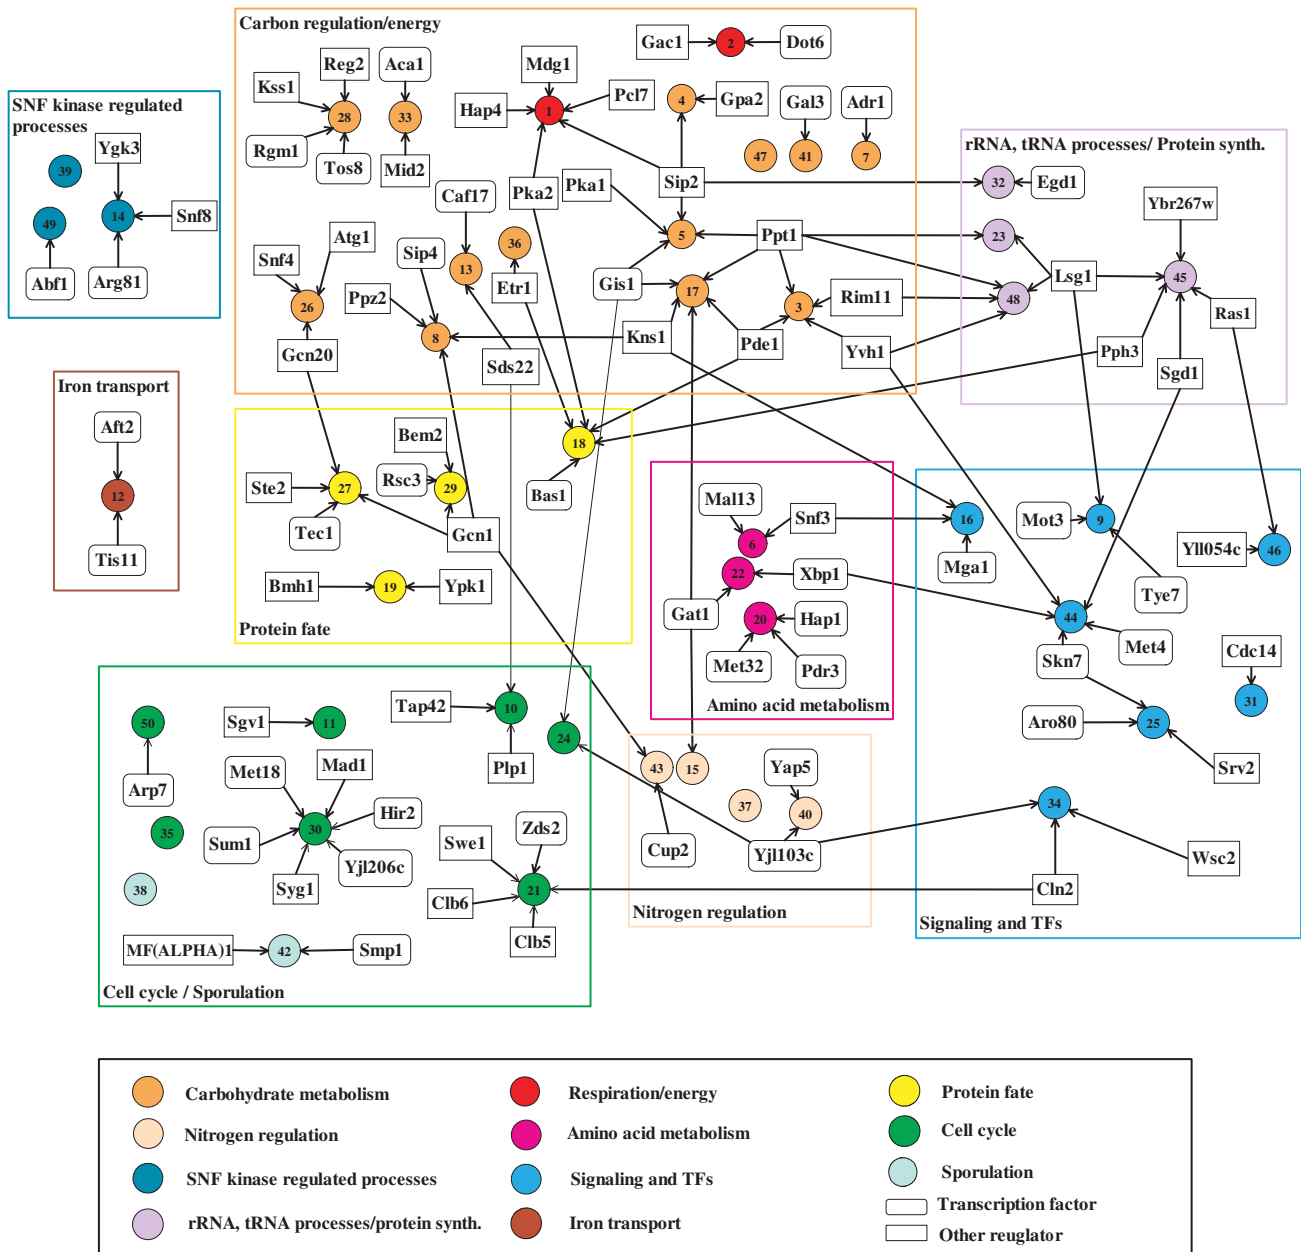 Carbon regulation/energy
Gac1
2
Dot6
Reg2
Aca1
Mdg1
Kss1
Pcl7
Hap4
1
4
Gpa2
Gal3
Adr1
28
33
Rgm1
Tos8
Mid2
47
41
7
SNF kinase regulated
processes
Ygk3
39
49
14
Snf8
Abf1
Arg81
rRNA, tRNA processes/ Protein synth.
32
Egd1
Ybr267w
23
Lsg1
45
48
Ras1
Pph3
Sgd1
Caf17
Pka2
Pka1
Sip2
Atg1
Snf4
Sip4
13
36
5
Ppt1
Ppz2
Etr1
Gis1
17
3
Rim11
26
8
Kns1
Pde1
Yvh1
Gcn20
Sds22
Iron transport
Aft2
12
Tis11
Bem2
18
Ste2
27
Rsc3
29
Bas1
Tec1
Gcn1
Bmh1
19
Ypk1
Protein fate
Mal13
Snf3
6
22
Xbp1
Gat1
20
Hap1
Met32
Pdr3
Amino acid metabolism
16
Mga1
Mot3
9
Yll054c
46
Tye7
44
Met4
Skn7
Cdc14
31
Aro80
25
Srv2
34
Wsc2
Cln2
Signaling and TFs
50
Sgv1
11
Tap42
10
24
Arp7
Met18
Mad1
Plp1
35
Hir2
Sum1
30
Yjl206c
Syg1
Swe1
Zds2
38
Clb6
21
Clb5
MF(ALPHA)1
42
Smp1
Cell cycle / Sporulation
43
15
Yap5
37
40
Cup2
Yjl103c
Nitrogen regulation
Carbohydrate metabolism
Respiration/energy
Protein fate
Nitrogen regulation
Amino acid metabolism
Cell cycle
SNF kinase regulated processes
Signaling and TFs
Sporulation
rRNA, tRNA processes/protein synth.
Iron transport
Transcription factor
Other reuglator